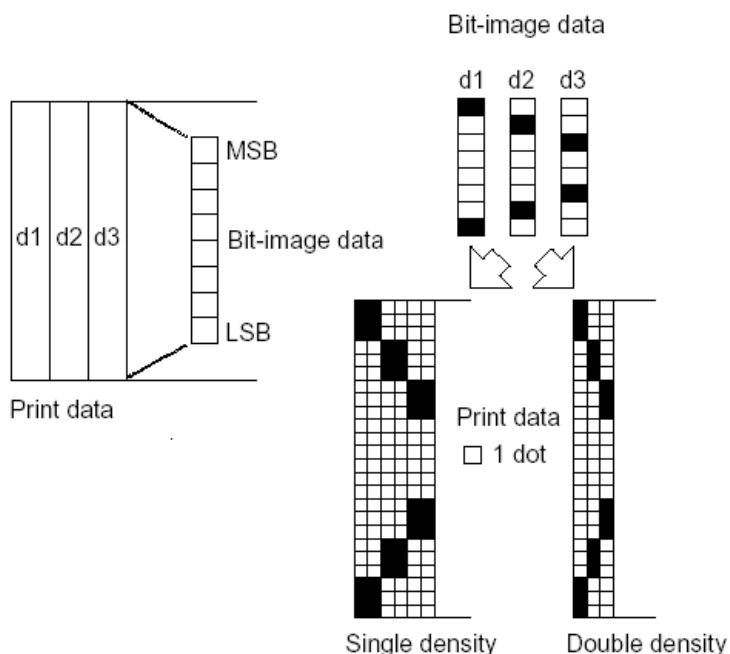 Bit-image data
d1 d2 d3
MSB
d1 d2 d3
Bit-image data
LSB
Print data
Print data
1 dot
Single density
Double density